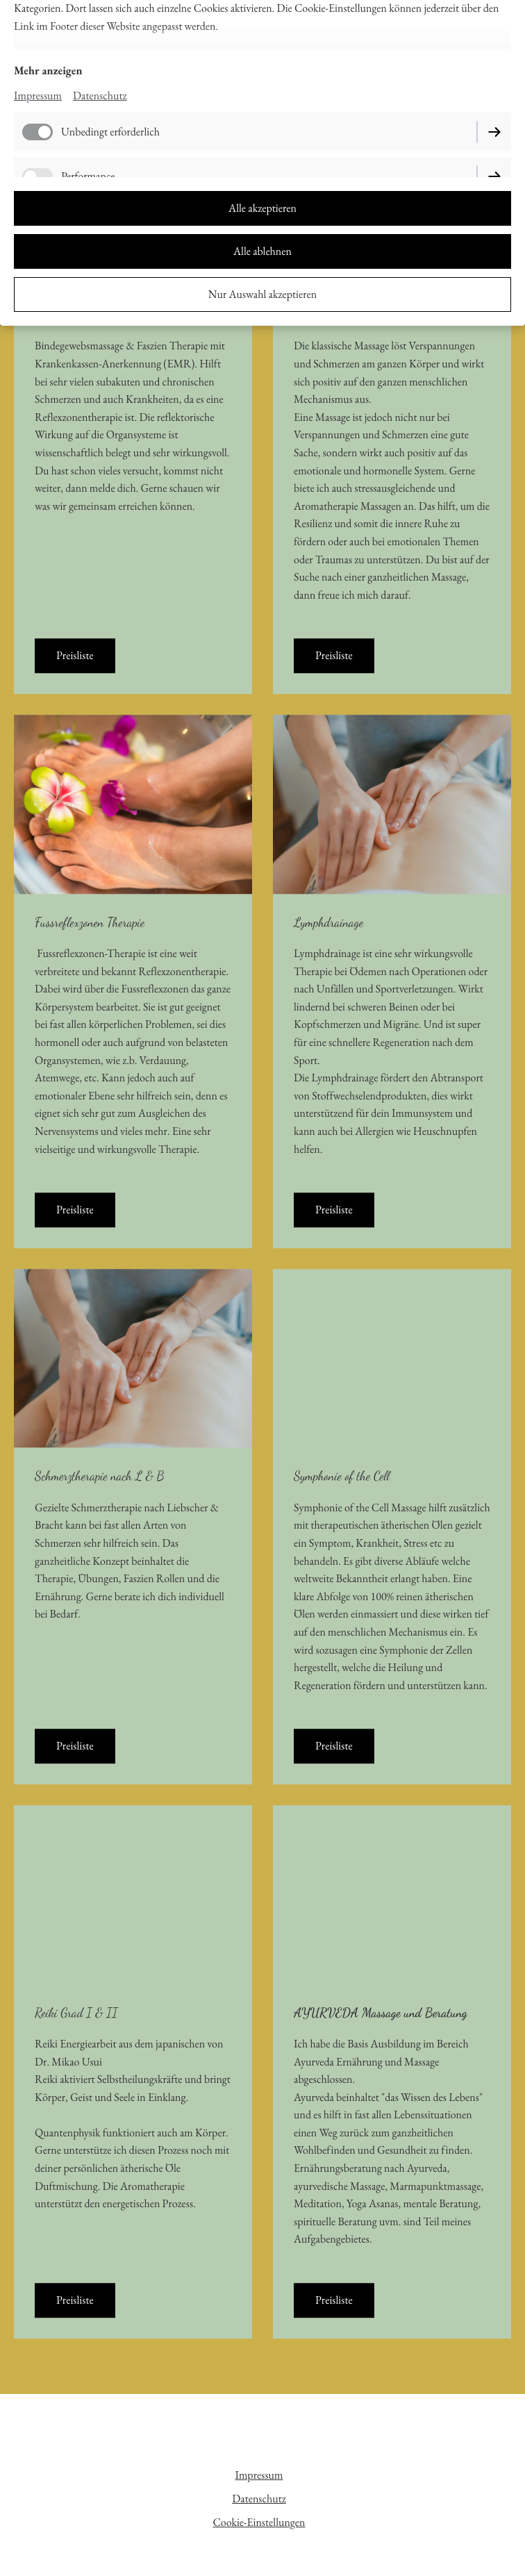 Kategorien. Dort lassen sich auch einzelne Cookies aktivieren. Die Cookie-Einstellungen können jederzeit über den
Link im Footer dieser Website angepasst werden.
Mehr anzeigen
Impressum Datenschutz
Unbedingt erforderlich
Performance
Alle akzeptieren
Alle ablehnen
Nur Auswahl akzeptieren
Bindegewebsmassage & Faszien Therapie mit
Krankenkassen-Anerkennung (EMR). Hilft
bei sehr vielen subakuten und chronischen
Schmerzen und auch Krankheiten, da es eine
Reflexzonentherapie ist. Die reflektorische
Wirkung auf die Organsysteme ist
wissenschaftlich belegt und sehr wirkungsvoll.
Du hast schon vieles versucht, kommst nicht
weiter, dann melde dich. Gerne schauen wir
was wir gemeinsam erreichen können.
Preisliste
Die klassische Massage löst Verspannungen
und Schmerzen am ganzen Körper und wirkt
sich positiv auf den ganzen menschlichen
Mechanismus aus.
Eine Massage ist jedoch nicht nur bei
Verspannungen und Schmerzen eine gute
Sache, sondern wirkt auch positiv auf das
emotionale und hormonelle System. Gerne
biete ich auch stressausgleichende und
Aromatherapie Massagen an. Das hilft, um die
Resilienz und somit die innere Ruhe zu
fördern oder auch bei emotionalen Themen
oder Traumas zu unterstützen. Du bist auf der
Suche nach einer ganzheitlichen Massage,
dann freue ich mich darauf.
Preisliste
Fussreflexzonen Therapie
Fussreflexzonen-Therapie ist eine weit
verbreitete und bekannt Reflexzonentherapie.
Dabei wird über die Fussreflexzonen das ganze
Körpersystem bearbeitet. Sie ist gut geeignet
bei fast allen körperlichen Problemen, sei dies
hormonell oder auch aufgrund von belasteten
Organsystemen, wie z.b. Verdauung,
Atemwege, etc. Kann jedoch auch auf
emotionaler Ebene sehr hilfreich sein, denn es
eignet sich sehr gut zum Ausgleichen des
Nervensystems und vieles mehr. Eine sehr
vielseitige und wirkungsvolle Therapie.
Preisliste
Lymphdrainage
Lymphdrainage ist eine sehr wirkungsvolle
Therapie bei Ödemen nach Operationen oder
nach Unfällen und Sportverletzungen. Wirkt
lindernd bei schweren Beinen oder bei
Kopfschmerzen und Migräne. Und ist super
für eine schnellere Regeneration nach dem
Sport.
Die Lymphdrainage fördert den Abtransport
von Stoffwechselendprodukten, dies wirkt
unterstützend für dein Immunsystem und
kann auch bei Allergien wie Heuschnupfen
helfen.
Preisliste
Schmerztherapie nach L & B
Gezielte Schmerztherapie nach Liebscher &
Bracht kann bei fast allen Arten von
Schmerzen sehr hilfreich sein. Das
ganzheitliche Konzept beinhaltet die
Therapie, Übungen, Faszien Rollen und die
Ernährung. Gerne berate ich dich individuell
bei Bedarf.
Preisliste
Symphonie of the Cell
Symphonie of the Cell Massage hilft zusätzlich
mit therapeutischen ätherischen Ölen gezielt
ein Symptom, Krankheit, Stress etc zu
behandeln. Es gibt diverse Abläufe welche
weltweite Bekanntheit erlangt haben. Eine
klare Abfolge von 100% reinen ätherischen
Ölen werden einmassiert und diese wirken tief
auf den menschlichen Mechanismus ein. Es
wird sozusagen eine Symphonie der Zellen
hergestellt, welche die Heilung und
Regeneration fördern und unterstützen kann.
Preisliste
Reiki Grad I & II
Reiki Energiearbeit aus dem japanischen von
Dr. Mikao Usui
Reiki aktiviert Selbstheilungskräfte und bringt
Körper, Geist und Seele in Einklang.
Quantenphysik funktioniert auch am Körper.
Gerne unterstütze ich diesen Prozess noch mit
deiner persönlichen ätherische Öle
Duftmischung. Die Aromatherapie
unterstützt den energetischen Prozess.
Preisliste
AYURVEDA Massage und Beratung
Ich habe die Basis Ausbildung im Bereich
Ayurveda Ernährung und Massage
abgeschlossen.
Ayurveda beinhaltet "das Wissen des Lebens"
und es hilft in fast allen Lebenssituationen
einen Weg zurück zum ganzheitlichen
Wohlbefinden und Gesundheit zu finden.
Ernährungsberatung nach Ayurveda,
ayurvedische Massage, Marmapunktmassage,
Meditation, Yoga Asanas, mentale Beratung,
spirituelle Beratung uvm. sind Teil meines
Aufgabengebietes.
Preisliste
Impressum
Datenschutz
Cookie-Einstellungen